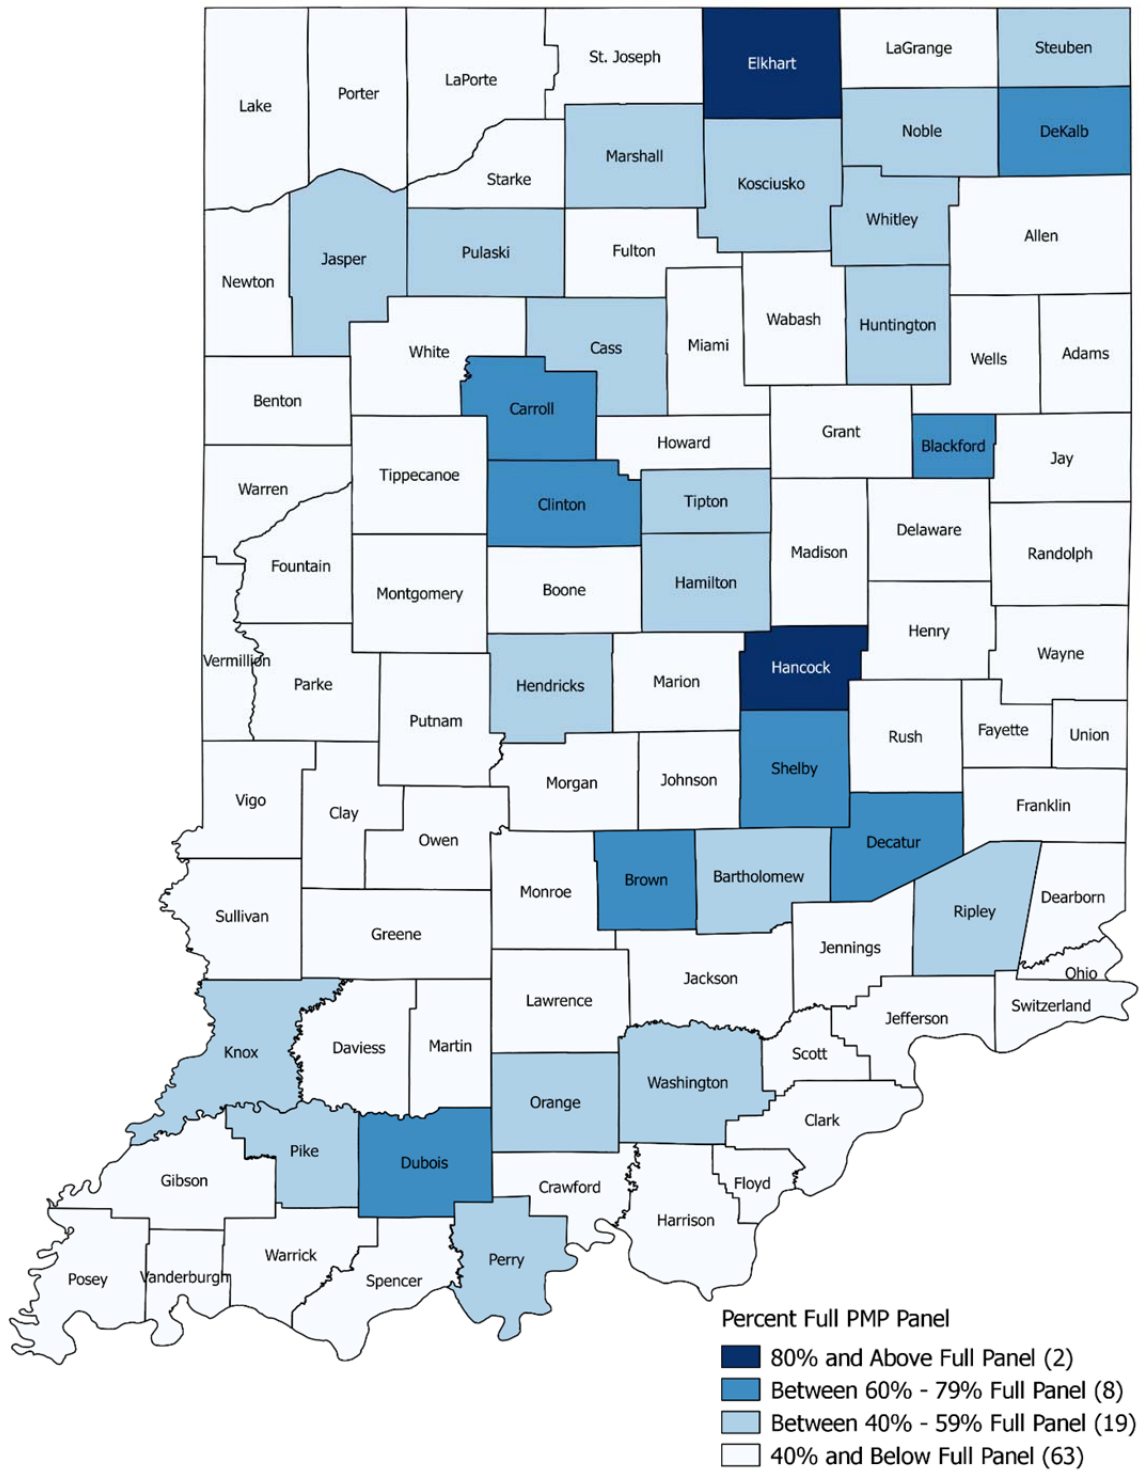 St. Joseph
Elkhart
LaGrange
Steuben
LaPorte
Porter
Lake
Noble
DeKalb
Marshall
Kosciusko
Starke
Whitley
Allen
Jasper
Pulaski
Fulton
Newton
White
Cass
Miami
Wabash
Huntington
Wells
Adams
Benton
Carroll
Howard
Grant
Blackford
Jay
Warren
Tippecanoe
Clinton
Tipton
Delaware
Madison
Randolph
Fountain
Montgomery
Boone
Hamilton
Henry
Vermillion
Parke
Hendricks
Marion
Hancock
Wayne
Putnam
Rush
Fayette
Union
Vigo
Clay
Morgan
Johnson
Shelby
Franklin
Owen
Decatur
Monroe
Brown
Bartholomew
Ripley
Dearborn
Sullivan
Greene
Jennings
Jackson
Ohio
Lawrence
Switzerland
Jefferson
Knox
Daviess
Martin
Scott
Washington
Orange
Clark
Pike
Dubois
Gibson
Crawford
Floyd
Harrison
Posey
Vanderburgh
Warrick
Spencer
Perry
Percent Full PMP Panel
80% and Above Full Panel (2)
Between 60% - 79% Full Panel (8)
Between 40% - 59% Full Panel (19)
40% and Below Full Panel (63)